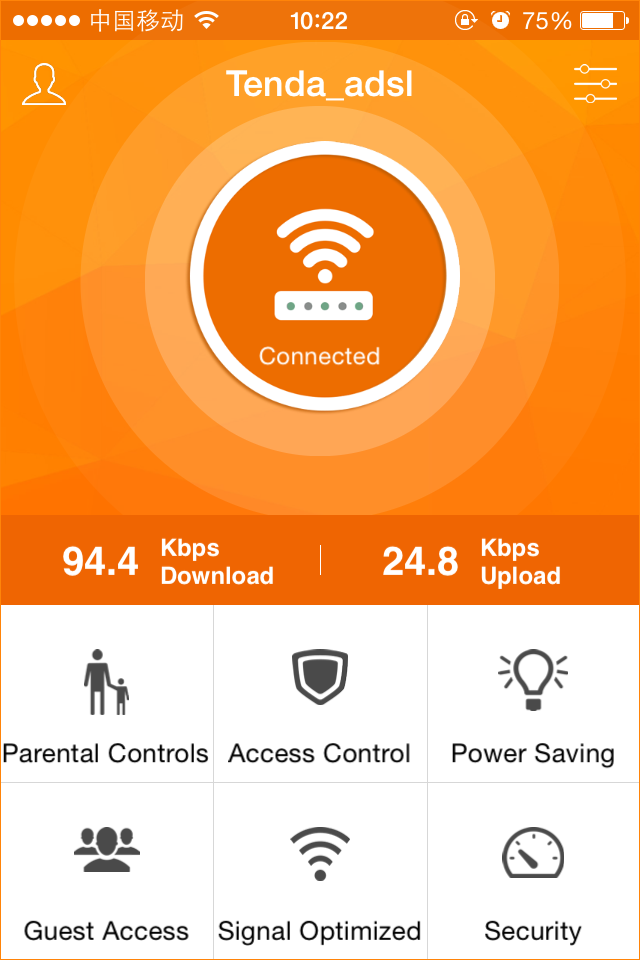 中国移动 10:22 75%
Tenda_adsl
Connected
94.4 Kbps Download 24.8 Kbps Upload
Parental Controls Access Control Power Saving
Guest Access Signal Optimized Security